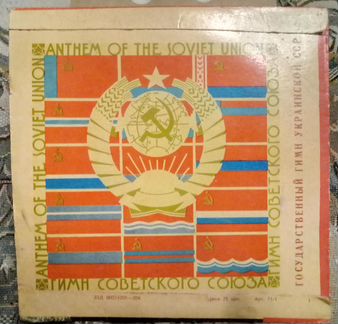 ANTHEM OF THE SOVIET UNION
ANTHEM OF THE SOVIET UNION
ГИМН СОВЕТСКОГО СОЮЗА
ГИМН СОВЕТСКОГО СОЮЗА
ГОСУДАРСТВЕННЫЙ ГИМН УКРАИНСКОЙ ССР